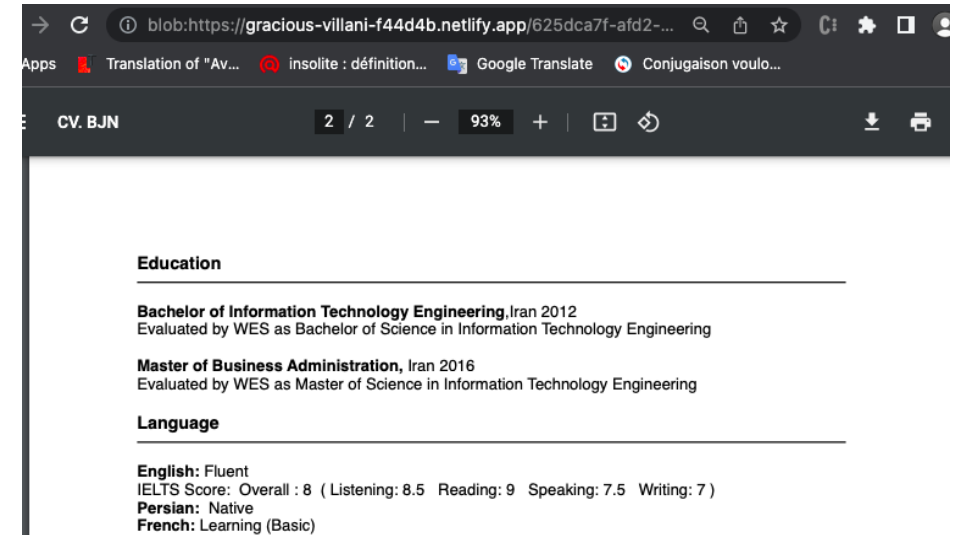 blob:https://gracious-villani-f44d4b.netlify.app/625dca7f-afd2-...
Apps Translation of "Av... insolite : définition... Google Translate Conjugaison voulo...
CV. BJN 2 / 2 | − 93% + |
Education
Bachelor of Information Technology Engineering,Iran 2012
Evaluated by WES as Bachelor of Science in Information Technology Engineering
Master of Business Administration, Iran 2016
Evaluated by WES as Master of Science in Information Technology Engineering
Language
English: Fluent
IELTS Score: Overall : 8 ( Listening: 8.5 Reading: 9 Speaking: 7.5 Writing: 7 )
Persian: Native
French: Learning (Basic)